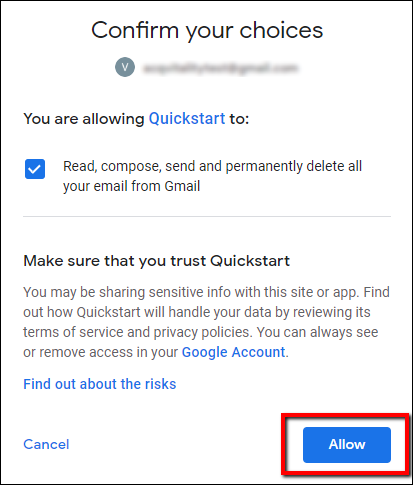 Confirm your choices
V
You are allowing Quickstart to:
Read, compose, send and permanently delete all
your email from Gmail
Make sure that you trust Quickstart
You may be sharing sensitive info with this site or app. Find
out how Quickstart will handle your data by reviewing its
terms of service and privacy policies. You can always see
or remove access in your Google Account.
Find out about the risks
Cancel
Allow